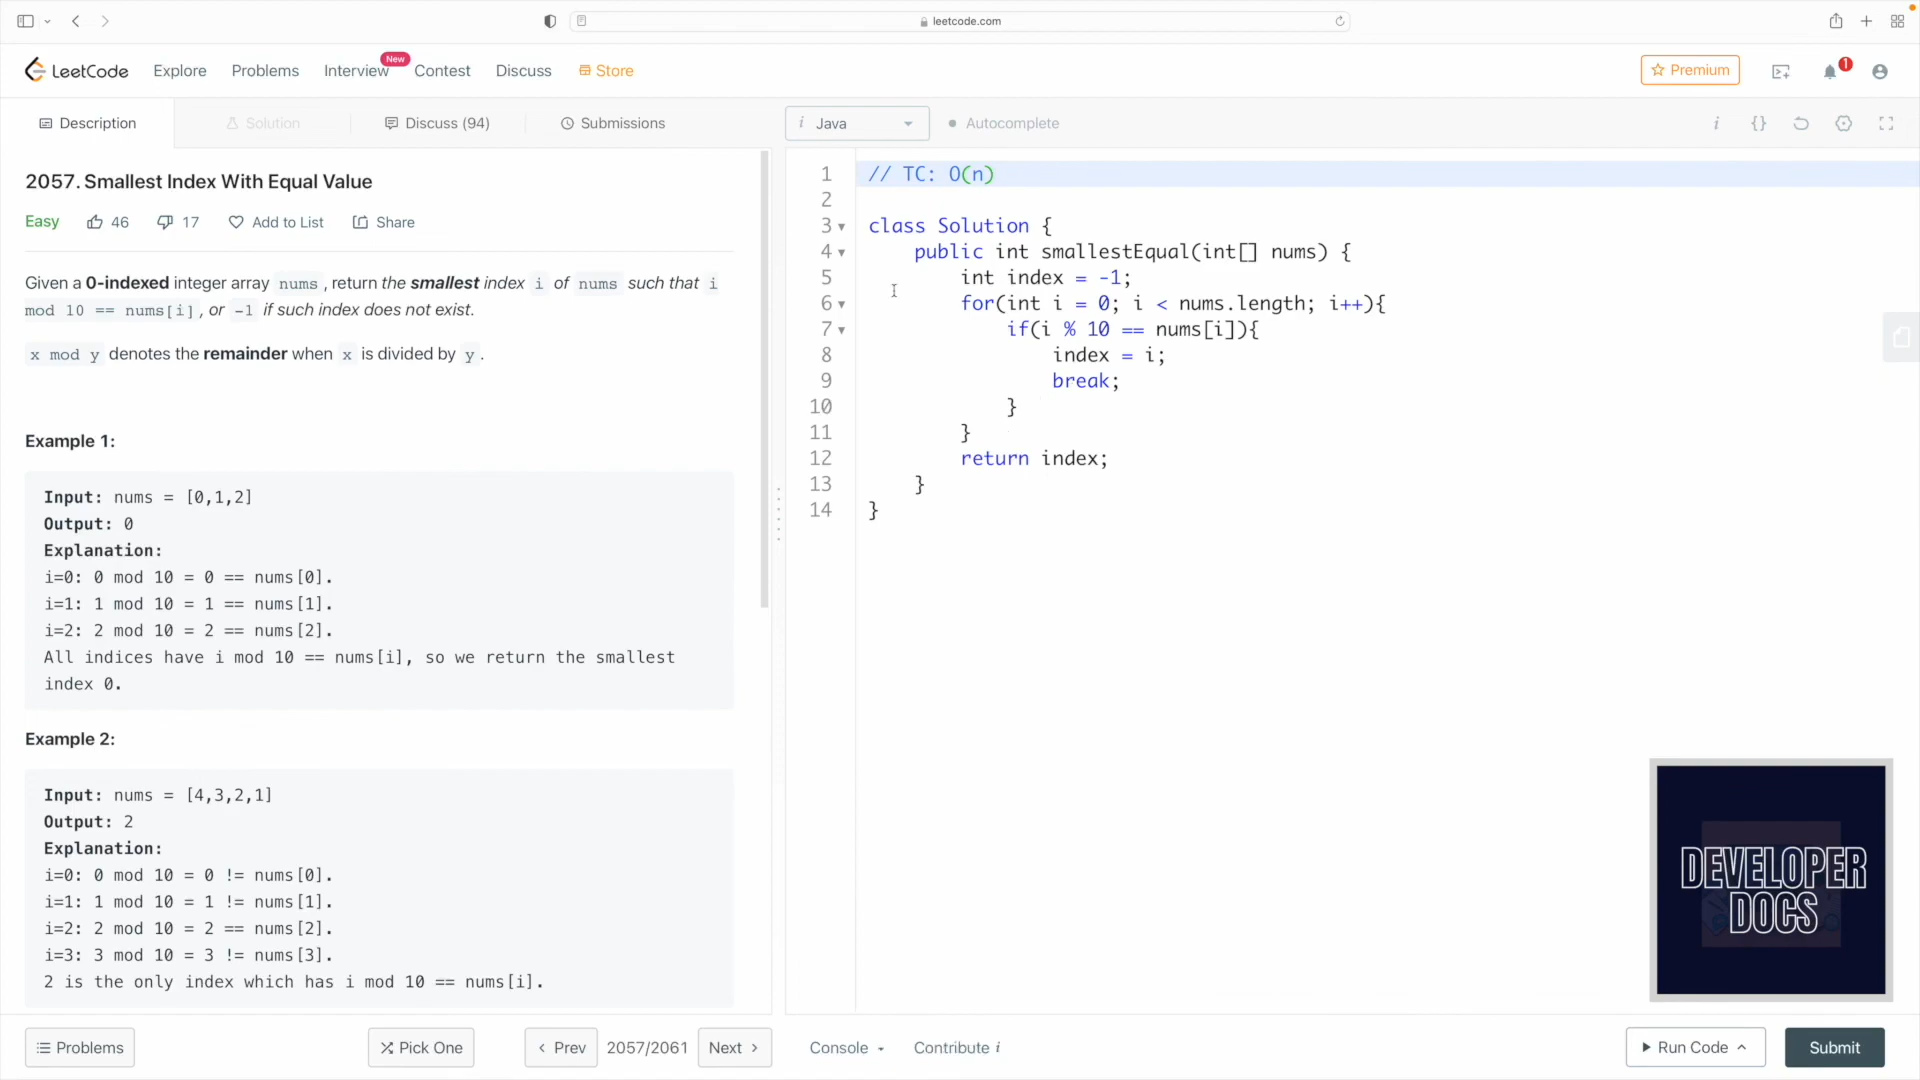 leetcode.com
LeetCode Explore Problems Interview New Contest Discuss Store Premium 1
Description Solution Discuss (94) Submissions
2057. Smallest Index With Equal Value
Easy 46 17 Add to List Share
Given a 0-indexed integer array nums, return the smallest index i of nums such that i
mod 10 == nums[i], or -1 if such index does not exist.
x mod y denotes the remainder when x is divided by y.
Example 1:
Input: nums = [0,1,2]
Output: 0
Explanation:
i=0: 0 mod 10 = 0 == nums[0].
i=1: 1 mod 10 = 1 == nums[1].
i=2: 2 mod 10 = 2 == nums[2].
All indices have i mod 10 == nums[i], so we return the smallest
index 0.
Example 2:
Input: nums = [4,3,2,1]
Output: 2
Explanation:
i=0: 0 mod 10 = 0 != nums[0].
i=1: 1 mod 10 = 1 != nums[1].
i=2: 2 mod 10 = 2 == nums[2].
i=3: 3 mod 10 = 3 != nums[3].
2 is the only index which has i mod 10 == nums[i].
Problems Pick One Prev 2057/2061 Next
i Java Autocomplete i {}
1 // TC: O(n)
2
3 class Solution {
4 public int smallestEqual(int[] nums) {
5 int index = -1;
6 for(int i = 0; i < nums.length; i++){
7 if(i % 10 == nums[i]){
8 index = i;
9 break;
10 }
11 }
12 return index;
13 }
14 }
DEVELOPER
DOCS
Console Contribute i Run Code Submit